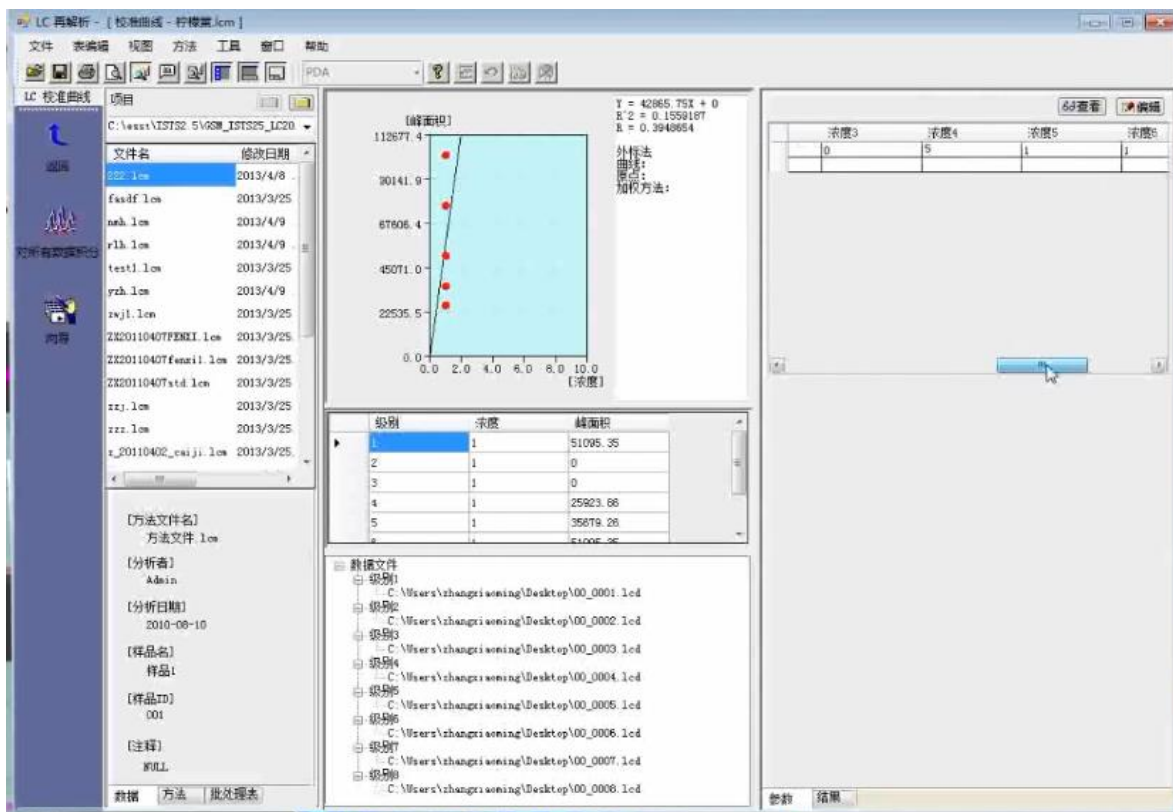 LC 再解析 - [ 校准曲线 - 柠檬黄.lcm ]
文件 表编辑 视图 方法 工具 窗口 帮助
PDA
LC 校准曲线
返回
对所有数据积分
向导
项目
C:\esst\ISTS2 5\GSM_ISTS25_LC20
文件名 修改日期
222.lcm 2013/4/8
fasdf.lcm 2013/3/25
nmh.lcm 2013/4/9
rlh.lcm 2013/4/9
test1.lcm 2013/3/25
yzh.lcm 2013/4/9
zwj1.lcm 2013/3/25
ZX20110407FENXI.lcm 2013/3/25
ZX20110407fenxi1.lcm 2013/3/25
ZX20110407std.lcm 2013/3/25
zzj.lcm 2013/3/25
zzz.lcm 2013/3/25
z_20110402_caiji.lcm 2013/3/25
[方法文件名]
方法文件.lcm
[分析者]
Admin
[分析日期]
2010-08-10
[样品名]
样品1
[样品ID]
001
[注释]
NULL
数据 方法 批处理表
[峰面积]
112677.4
90141.9
67606.4
45071.0
22535.5
0.0
0.0 2.0 4.0 6.0 8.0 10.0
[浓度]
Y = 42865.75X + 0
R^2 = 0.1559187
R = 0.3948654
外标法
曲线:
原点:
加权方法:
级别 浓度 峰面积
1 1 51095.35
2 1 0
3 1 0
4 1 25923.86
5 1 35679.26
6 1 51095.35
数据文件
级别1
C:\Users\zhangxiaoming\Desktop\00_0001.lcd
级别2
C:\Users\zhangxiaoming\Desktop\00_0002.lcd
级别3
C:\Users\zhangxiaoming\Desktop\00_0003.lcd
级别4
C:\Users\zhangxiaoming\Desktop\00_0004.lcd
级别5
C:\Users\zhangxiaoming\Desktop\00_0005.lcd
级别6
C:\Users\zhangxiaoming\Desktop\00_0006.lcd
级别7
C:\Users\zhangxiaoming\Desktop\00_0007.lcd
级别8
C:\Users\zhangxiaoming\Desktop\00_0008.lcd
查看 编辑
浓度3 浓度4 浓度5 浓度6
0 5 1 1
参数 结果